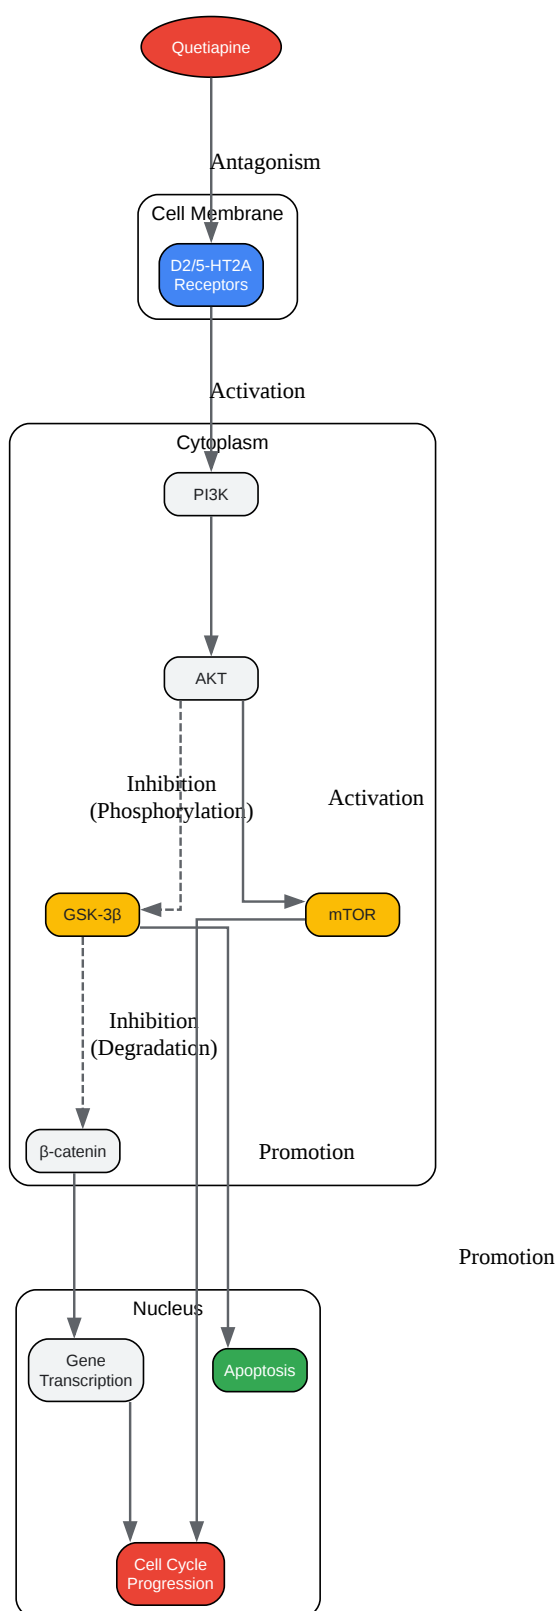 Quetiapine
Antagonism
Cell Membrane
D2/5-HT2A
Receptors
Activation
Cytoplasm
PI3K
AKT
Inhibition
(Phosphorylation)
Activation
GSK-3β
mTOR
Inhibition
(Degradation)
β-catenin
Promotion
Promotion
Nucleus
Gene
Transcription
Apoptosis
Cell Cycle
Progression